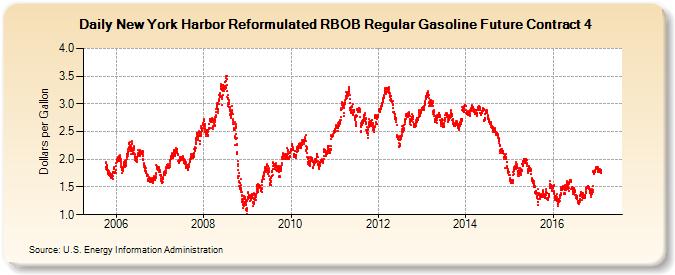 Daily New York Harbor Reformulated RBOB Regular Gasoline Future Contract 4
Dollars per Gallon
4.0
3.5
3.0
2.5
2.0
1.5
1.0
2006 2008 2010 2012 2014 2016
Source: U.S. Energy Information Administration